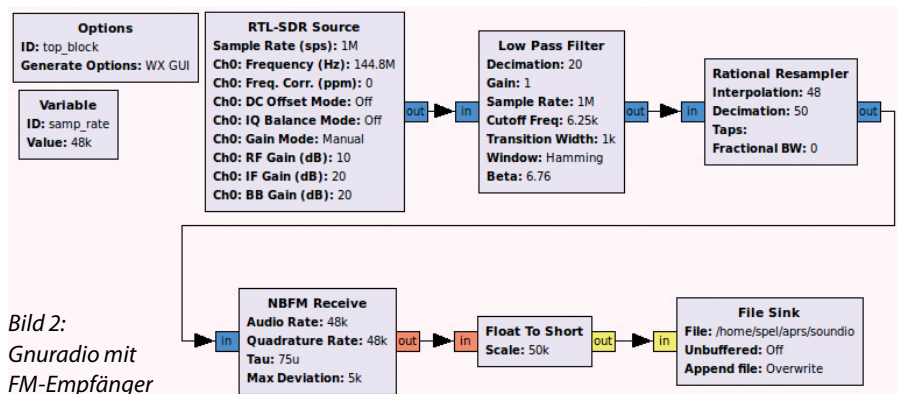 Options
ID: top_block
Generate Options: WX GUI
Variable
ID: samp_rate
Value: 48k
RTL-SDR Source
Sample Rate (sps): 1M
Ch0: Frequency (Hz): 144.8M
Ch0: Freq. Corr. (ppm): 0
Ch0: DC Offset Mode: Off
Ch0: IQ Balance Mode: Off
Ch0: Gain Mode: Manual
Ch0: RF Gain (dB): 10
Ch0: IF Gain (dB): 20
Ch0: BB Gain (dB): 20
out
in
Low Pass Filter
Decimation: 20
Gain: 1
Sample Rate: 1M
Cutoff Freq: 6.25k
Transition Width: 1k
Window: Hamming
Beta: 6.76
out
in
Rational Resampler
Interpolation: 48
Decimation: 50
Taps:
Fractional BW: 0
out
in
NBFM Receive
Audio Rate: 48k
Quadrature Rate: 48k
Tau: 75u
Max Deviation: 5k
out
in
Float To Short
Scale: 50k
out
in
File Sink
File: /home/spel/aprs/soundio
Unbuffered: Off
Append file: Overwrite
Bild 2:
Gnuradio mit
FM-Empfänger